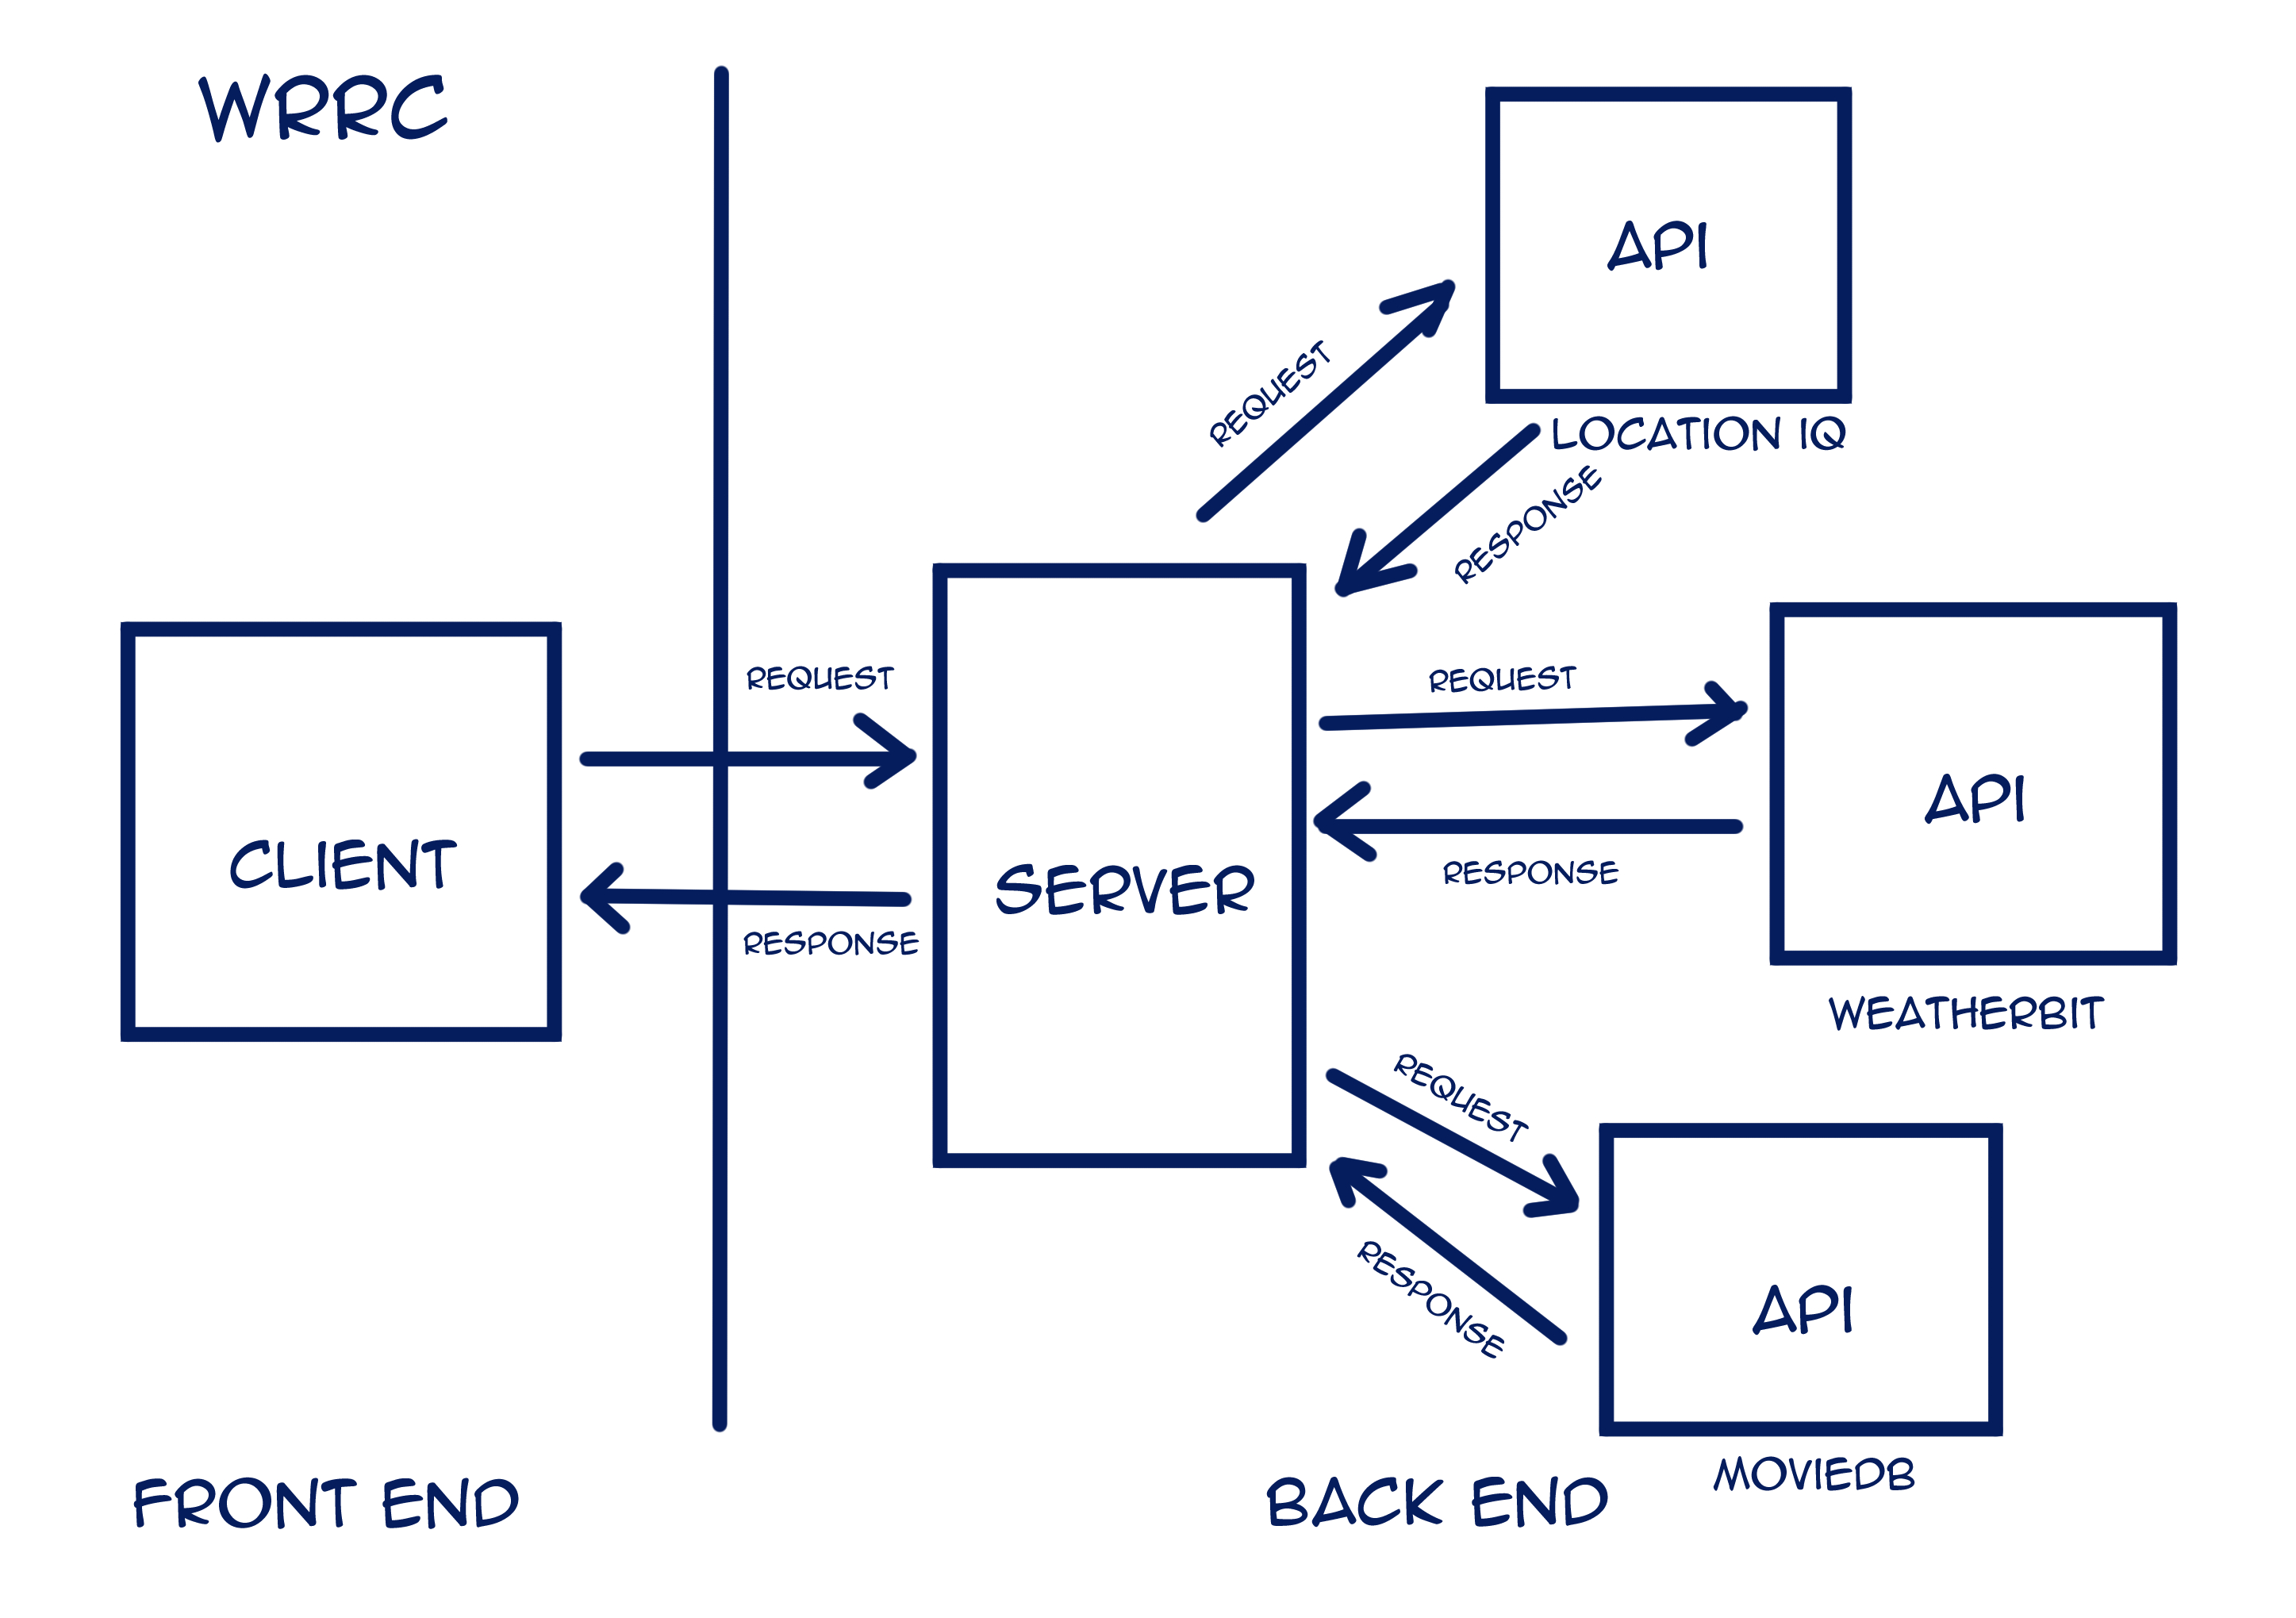 WRRC
API
LOCATION IQ
REQUEST
RESPONSE
REQUEST
REQUEST
API
CLIENT
SERVER
RESPONSE
RESPONSE
WEATHERBIT
REQUEST
RESPONSE
API
MOVIEDB
FRONT END
BACK END